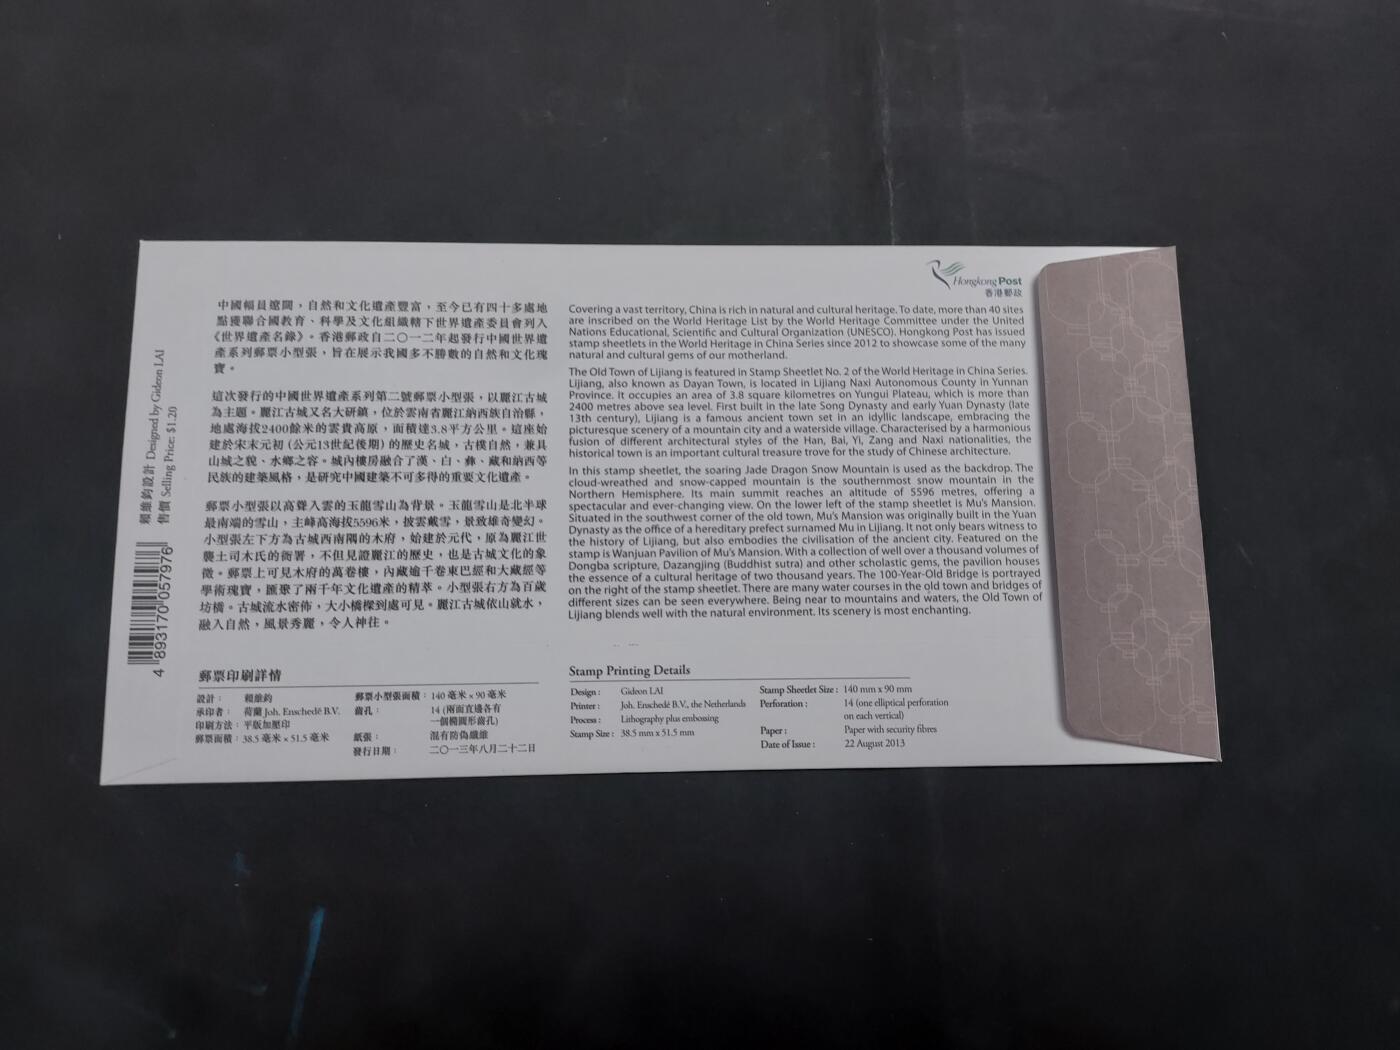 Hongkong Post
香港郵政
中國幅員遼闊，自然和文化遺產豐富，至今已有四十多處地
點獲聯合國教育、科學及文化組織轄下世界遺產委員會列入
《世界遺產名錄》。香港郵政自二〇一二年起發行中國世界遺
產系列郵票小型張，旨在展示我國多不勝數的自然和文化瑰
寶。
這次發行的中國世界遺產系列第二號郵票小型張，以麗江古城
為主題。麗江古城又名大研鎮，位於雲南省麗江納西族自治縣，
地處海拔2400餘米的雲貴高原，面積達3.8平方公里。這座始
建於宋末元初 (公元13世紀後期) 的歷史名城，古樸自然，兼具
山城之貌、水鄉之容。城內樓房融合了漢、白、彝、藏和納西等
民族的建築風格，是研究中國建築不可多得的重要文化遺產。
郵票小型張以高聳入雲的玉龍雪山為背景。玉龍雪山是北半球
最南端的雪山，主峰高海拔5596米，披雲戴雪，景致雄奇變幻。
小型張左下方為古城西南隅的木府，始建於元代，原為麗江世
襲土司木氏的衙署，不但見證麗江的歷史，也是古城文化的象
徵。郵票上可見木府的萬卷樓，內藏逾千卷東巴經和大藏經等
學術瑰寶，匯聚了兩千年文化遺產的精萃。小型張右方為百歲
坊橋。古城流水密佈，大小橋樑到處可見。麗江古城依山就水，
融入自然，風景秀麗，令人神往。
Covering a vast territory, China is rich in natural and cultural heritage. To date, more than 40 sites
are inscribed on the World Heritage List by the World Heritage Committee under the United
Nations Educational, Scientific and Cultural Organization (UNESCO). Hongkong Post has issued
stamp sheetlets in the World Heritage in China Series since 2012 to showcase some of the many
natural and cultural gems of our motherland.
The Old Town of Lijiang is featured in Stamp Sheetlet No. 2 of the World Heritage in China Series.
Lijiang, also known as Dayan Town, is located in Lijiang Naxi Autonomous County in Yunnan
Province. It occupies an area of 3.8 square kilometres on Yungui Plateau, which is more than
2400 metres above sea level. First built in the late Song Dynasty and early Yuan Dynasty (late
13th century), Lijiang is a famous ancient town set in an idyllic landscape, embracing the
picturesque scenery of a mountain city and a waterside village. Characterised by a harmonious
fusion of different architectural styles of the Han, Bai, Yi, Zang and Naxi nationalities, the
historical town is an important cultural treasure trove for the study of Chinese architecture.
In this stamp sheetlet, the soaring Jade Dragon Snow Mountain is used as the backdrop. The
cloud-wreathed and snow-capped mountain is the southernmost snow mountain in the
Northern Hemisphere. Its main summit reaches an altitude of 5596 metres, offering a
spectacular and ever-changing view. On the lower left of the stamp sheetlet is Mu's Mansion.
Situated in the southwest corner of the old town, Mu's Mansion was originally built in the Yuan
Dynasty as the office of a hereditary prefect surnamed Mu in Lijiang. It not only bears witness to
the history of Lijiang, but also embodies the civilisation of the ancient city. Featured on the
stamp is Wanjuan Pavilion of Mu's Mansion. With a collection of well over a thousand volumes of
Dongba scripture, Dazangjing (Buddhist sutra) and other scholastic gems, the pavilion houses
the essence of a cultural heritage of two thousand years. The 100-Year-Old Bridge is portrayed
on the right of the stamp sheetlet. There are many water courses in the old town and bridges of
different sizes can be seen everywhere. Being near to mountains and waters, the Old Town of
Lijiang blends well with the natural environment. Its scenery is most enchanting.
賴維鈞設計 Designed by Gideon LAI
售價 Selling Price: $1.20
4 893170 057976
郵票印刷詳情
設計： 賴維鈞
承印者： 荷蘭 Joh. Enschedé B.V.
印刷方法：平版加壓印
郵票面積：38.5 毫米 x 51.5 毫米
郵票小型張面積：140 毫米 x 90 毫米
齒孔： 14 (兩面直邊各有
一個橢圓形齒孔)
紙張： 混有防偽纖維
發行日期： 二〇一三年八月二十二日
Stamp Printing Details
Design : Gideon LAI
Printer : Joh. Enschedé B.V., the Netherlands
Process : Lithography plus embossing
Stamp Size : 38.5 mm x 51.5 mm
Stamp Sheetlet Size : 140 mm x 90 mm
Perforation : 14 (one elliptical perforation
on each vertical)
Paper : Paper with security fibres
Date of Issue : 22 August 2013